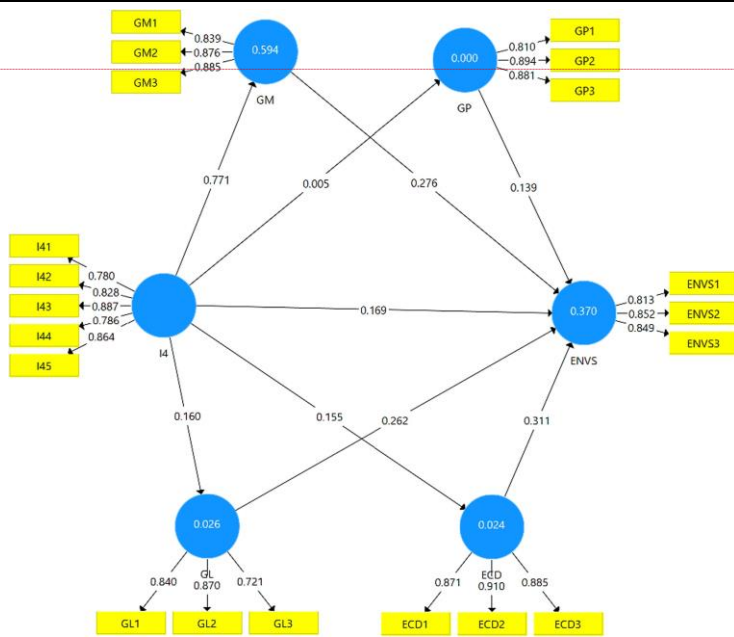 GM1
GM2
GM3
0.839
0.876
0.885
0.594
GM
0.000
GP
0.810
0.894
0.881
GP1
GP2
GP3
0.771
0.005
0.276
0.139
I41
I42
I43
I44
I45
0.780
0.828
0.887
0.786
0.864
I4
0.169
0.370
ENVS
0.813
0.852
0.849
ENVS1
ENVS2
ENVS3
0.160
0.155
0.262
0.311
0.026
GL
0.024
ECD
0.840
0.870
0.721
0.871
0.910
0.885
GL1
GL2
GL3
ECD1
ECD2
ECD3